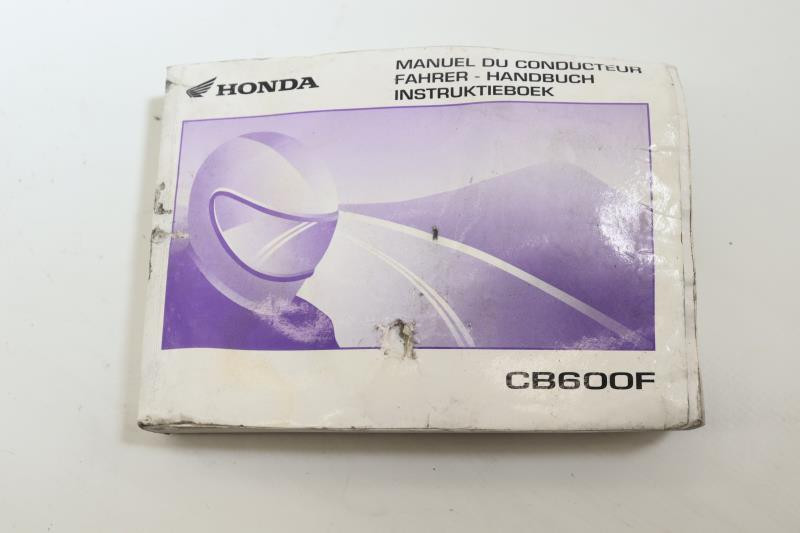 HONDA
MANUEL DU CONDUCTEUR
FAHRER - HANDBUCH
INSTRUKTIEBOEK
CB600F